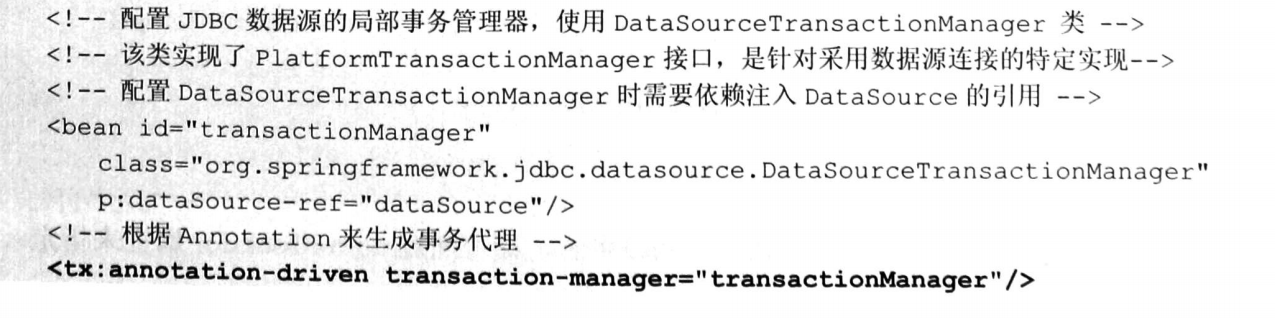 <!-- 配置 JDBC 数据源的局部事务管理器，使用 DataSourceTransactionManager 类 -->
<!-- 该类实现了 PlatformTransactionManager 接口，是针对采用数据源连接的特定实现-->
<!-- 配置 DataSourceTransactionManager 时需要依赖注入 DataSource 的引用 -->
<bean id="transactionManager"
class="org.springframework.jdbc.datasource.DataSourceTransactionManager"
p:dataSource-ref="dataSource"/>
<!-- 根据 Annotation 来生成事务代理 -->
<tx:annotation-driven transaction-manager="transactionManager"/>